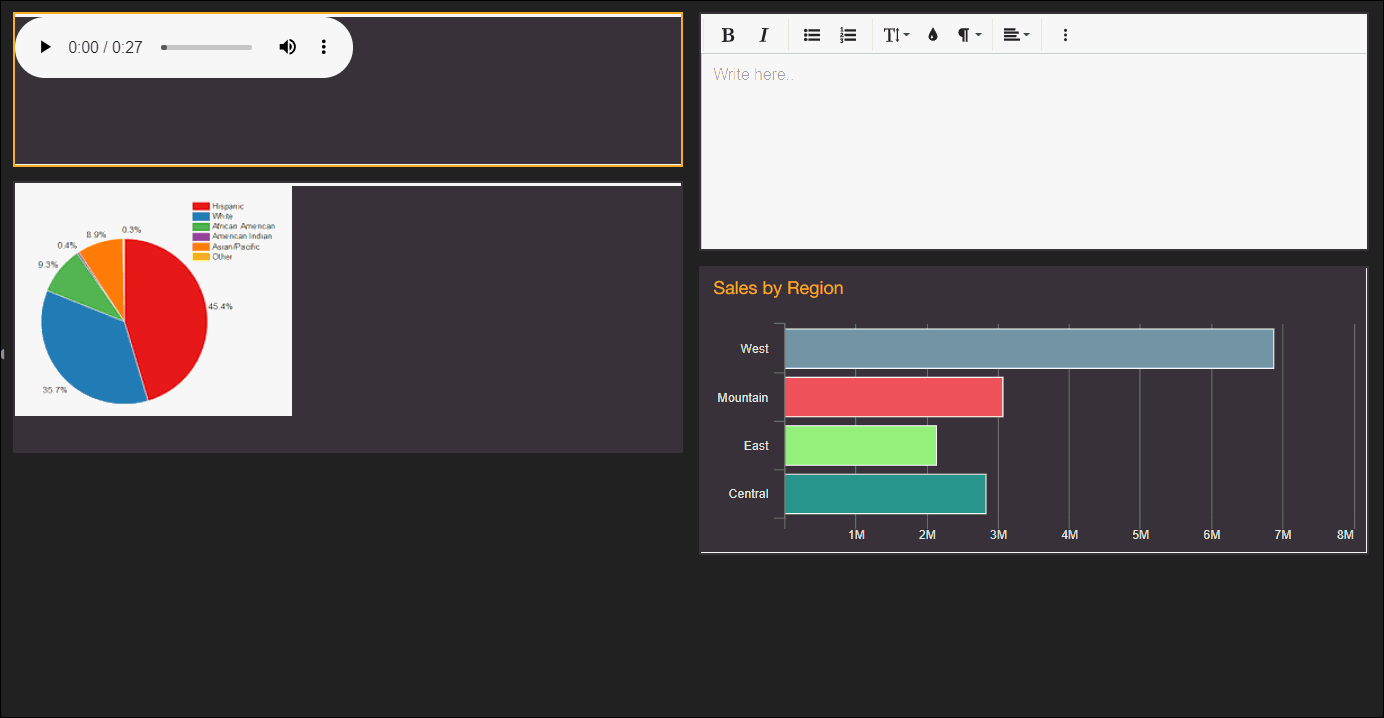 0:00 / 0:27
B I
Write here..
Hispanic
White
African American
American Indian
Asian/Pacific
Other
0.3%
8.9%
0.4%
9.3%
45.4%
35.7%
Sales by Region
West
Mountain
East
Central
1M 2M 3M 4M 5M 6M 7M 8M